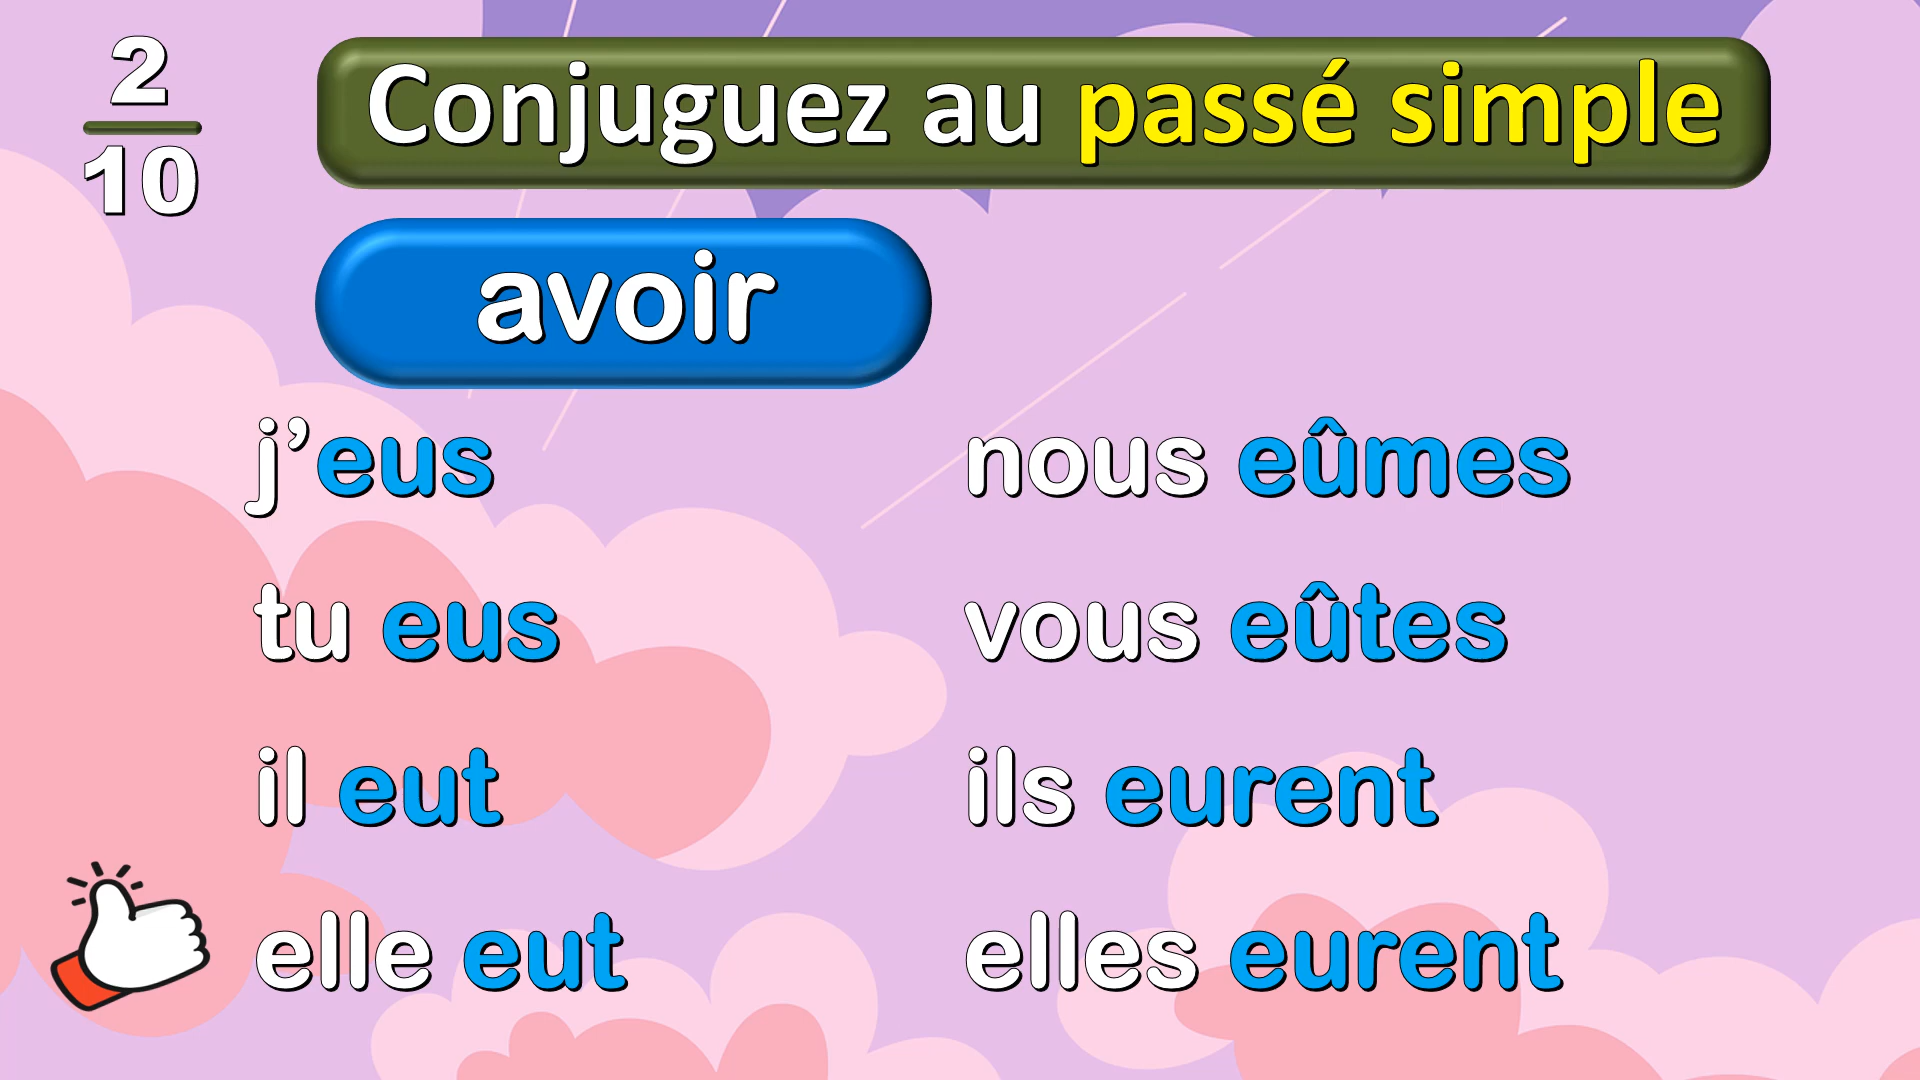 2
10
Conjuguez au passé simple
avoir
j’eus
tu eus
il eut
elle eut
nous eûmes
vous eûtes
ils eurent
elles eurent